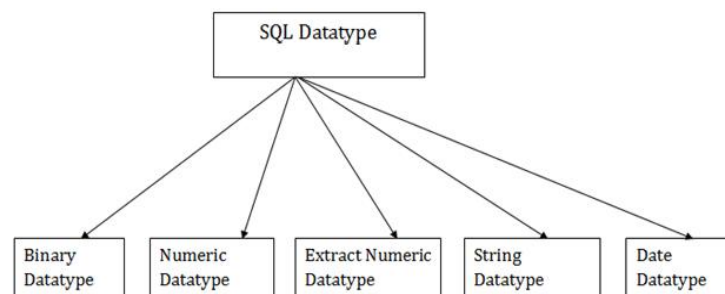 SQL Datatype
Binary
Datatype
Numeric
Datatype
Extract Numeric
Datatype
String
Datatype
Date
Datatype